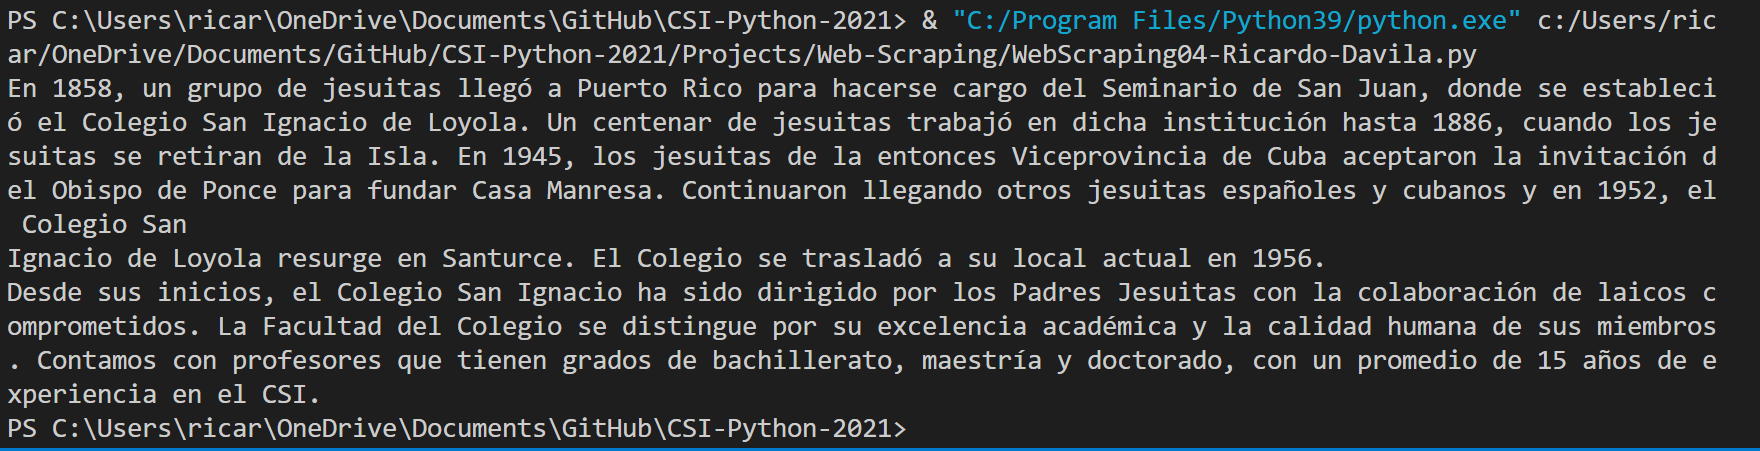 PS C:\Users\ricar\OneDrive\Documents\GitHub\CSI-Python-2021> & "C:/Program Files/Python39/python.exe" c:/Users/ric
ar/OneDrive/Documents/GitHub/CSI-Python-2021/Projects/Web-Scraping/WebScraping04-Ricardo-Davila.py
En 1858, un grupo de jesuitas llegó a Puerto Rico para hacerse cargo del Seminario de San Juan, donde se estableci
ó el Colegio San Ignacio de Loyola. Un centenar de jesuitas trabajó en dicha institución hasta 1886, cuando los je
suitas se retiran de la Isla. En 1945, los jesuitas de la entonces Viceprovincia de Cuba aceptaron la invitación d
el Obispo de Ponce para fundar Casa Manresa. Continuaron llegando otros jesuitas españoles y cubanos y en 1952, el
 Colegio San
Ignacio de Loyola resurge en Santurce. El Colegio se trasladó a su local actual en 1956.
Desde sus inicios, el Colegio San Ignacio ha sido dirigido por los Padres Jesuitas con la colaboración de laicos c
omprometidos. La Facultad del Colegio se distingue por su excelencia académica y la calidad humana de sus miembros
. Contamos con profesores que tienen grados de bachillerato, maestría y doctorado, con un promedio de 15 años de e
xperiencia en el CSI.
PS C:\Users\ricar\OneDrive\Documents\GitHub\CSI-Python-2021>